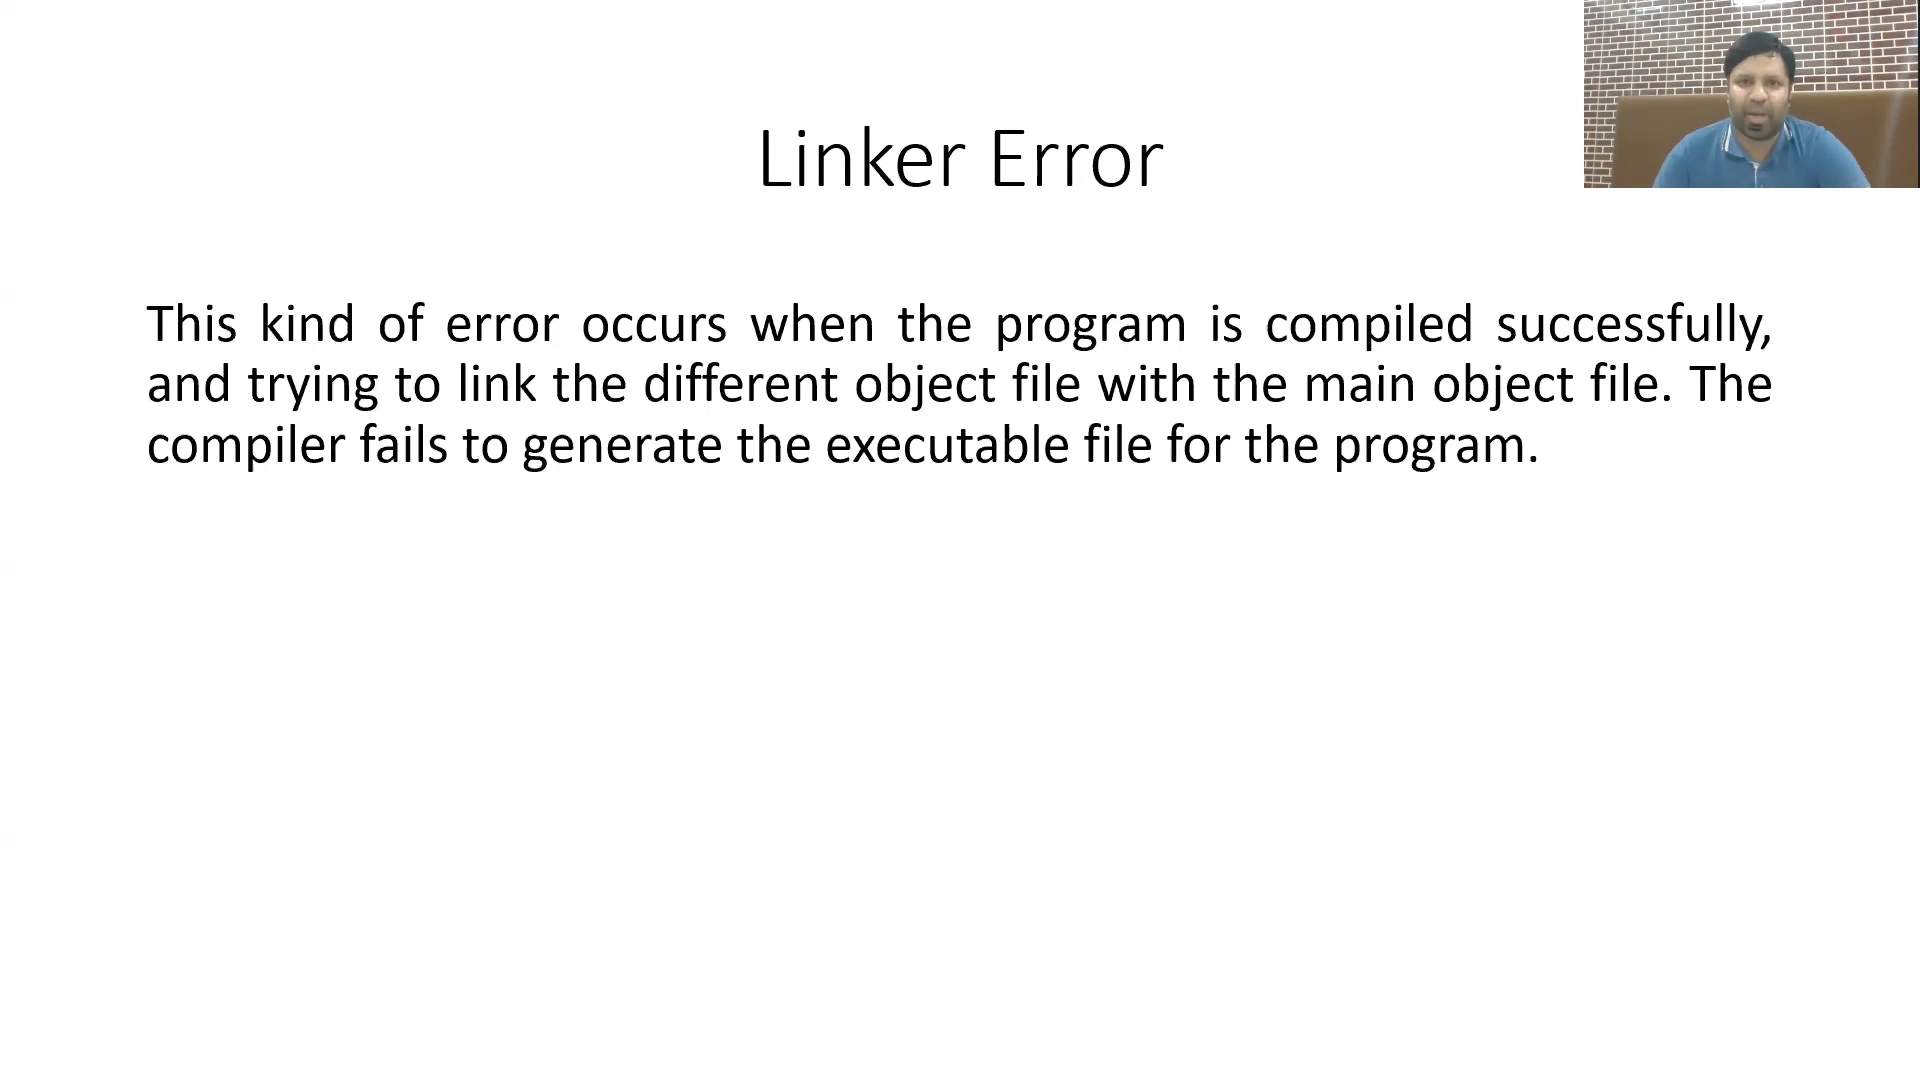 Linker Error
This kind of error occurs when the program is compiled successfully,
and trying to link the different object file with the main object file. The
compiler fails to generate the executable file for the program.